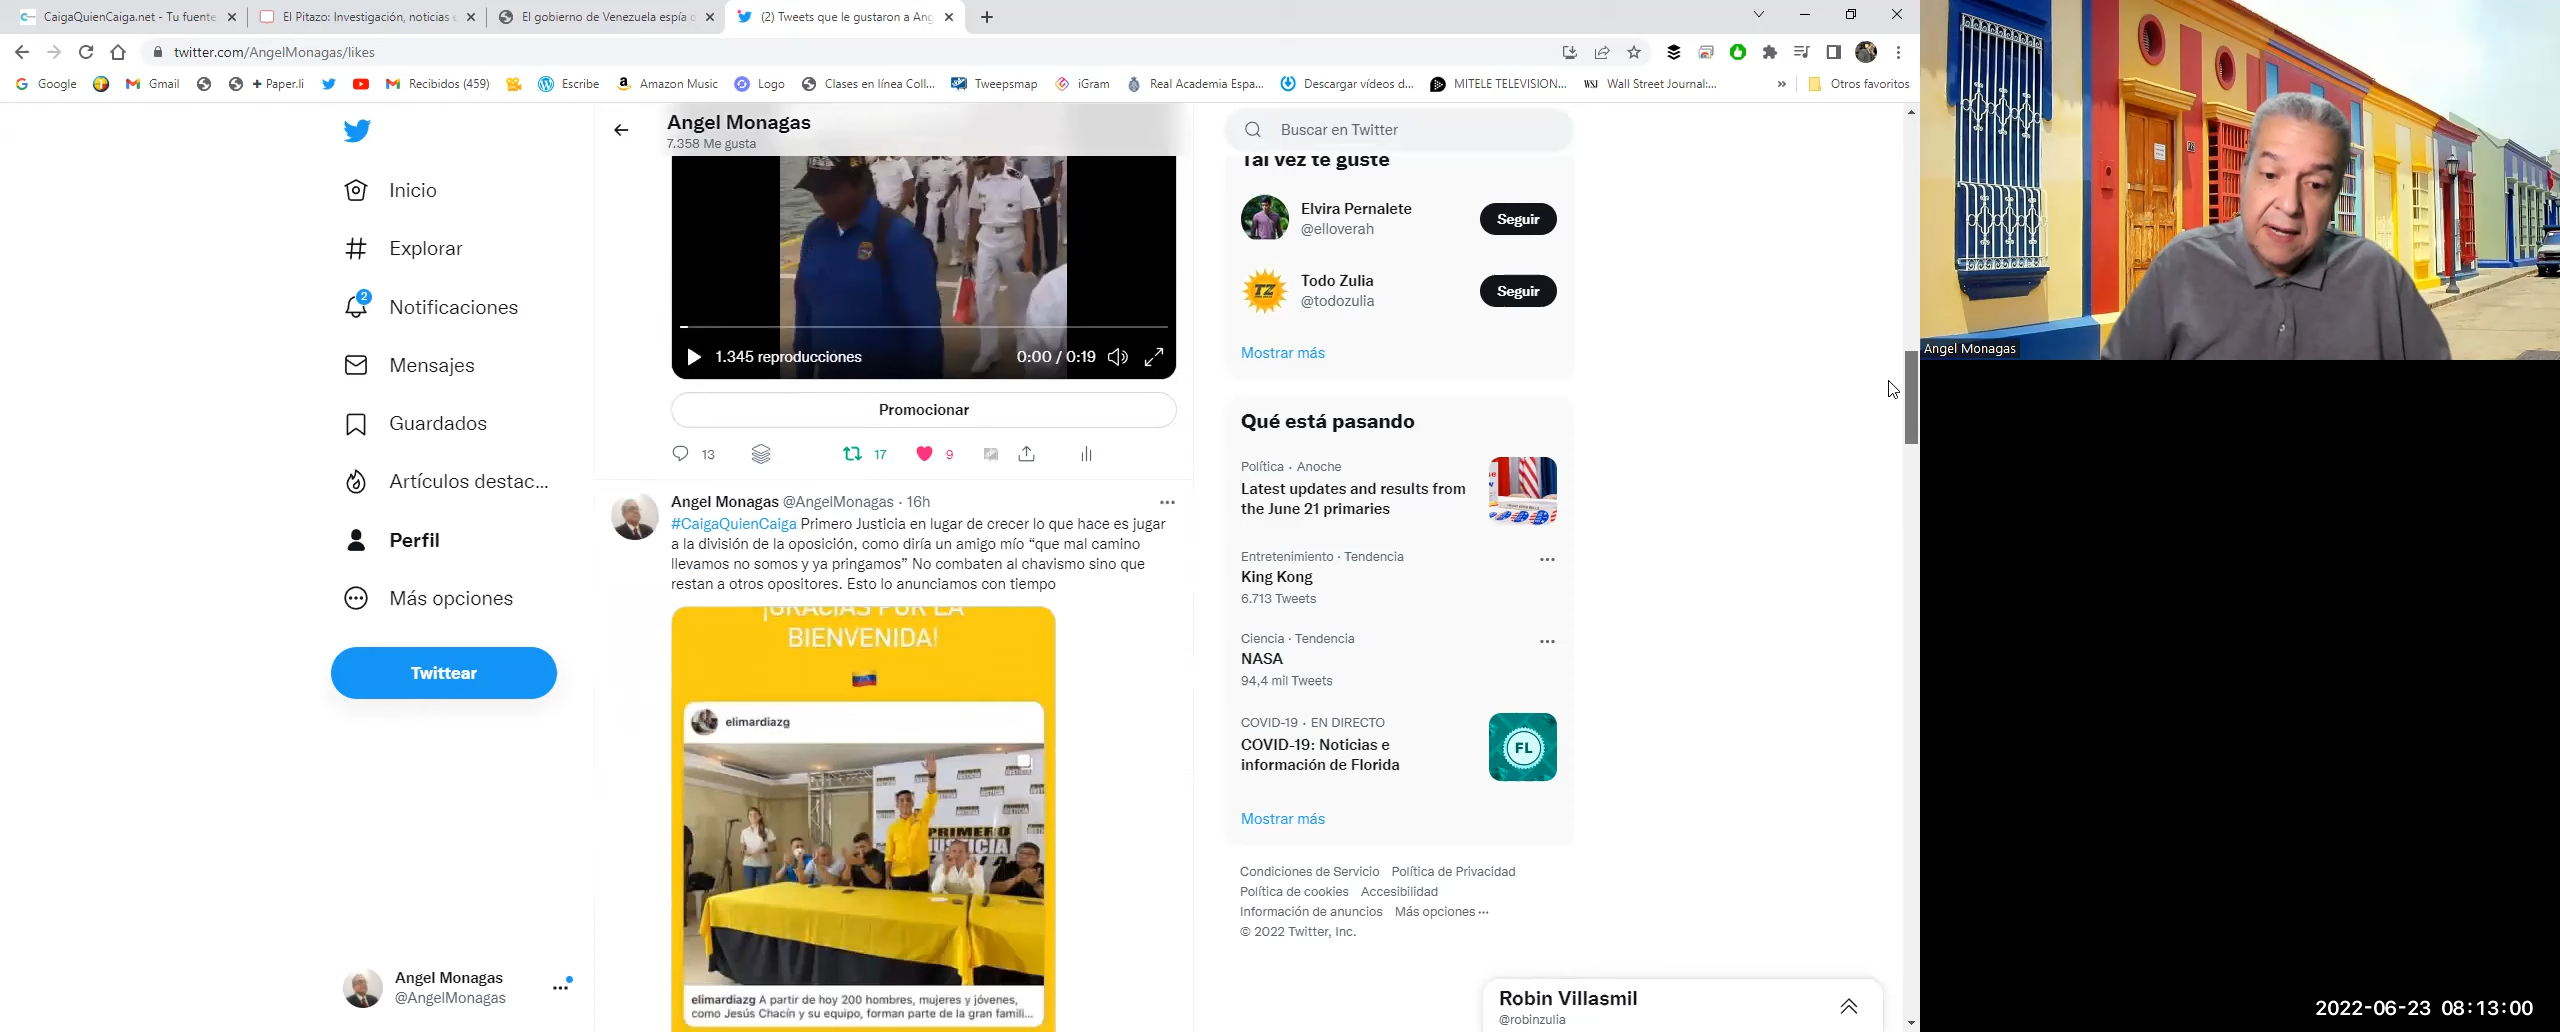 CaigaQuienCaiga.net - Tu fuente
El Pitazo: Investigación, noticias
El gobierno de Venezuela espía
(2) Tweets que le gustaron a Ang
twitter.com/AngelMonagas/likes
Google
Gmail
+ Paper.li
Recibidos (459)
Escribe
Amazon Music
Logo
Clases en línea Coll...
Tweepsmap
iGram
Real Academia Espa...
Descargar vídeos d...
MITELE TELEVISION...
WSJ Wall Street Journal:...
»
Otros favoritos
Inicio
Explorar
2
Notificaciones
Mensajes
Guardados
Artículos destac...
Perfil
Más opciones
Twittear
Angel Monagas
@AngelMonagas
Angel Monagas
7.358 Me gusta
1.345 reproducciones
0:00 / 0:19
Promocionar
13
17
9
Angel Monagas @AngelMonagas · 16h
#CaigaQuienCaiga Primero Justicia en lugar de crecer lo que hace es jugar
a la división de la oposición, como diría un amigo mío “que mal camino
llevamos no somos y ya pringamos” No combaten al chavismo sino que
restan a otros opositores. Esto lo anunciamos con tiempo
¡GRACIAS POR LA
BIENVENIDA!
elimardiazg
PRIMERO
JUSTICIA
elimardiazg A partir de hoy 200 hombres, mujeres y jóvenes,
como Jesús Chacín y su equipo, forman parte de la gran famili...
Buscar en Twitter
Tal vez te guste
Elvira Pernalete
@elloverah
Seguir
TZ
Todo Zulia
@todozulia
Seguir
Mostrar más
Qué está pasando
Política · Anoche
Latest updates and results from
the June 21 primaries
Entretenimiento · Tendencia
King Kong
6.713 Tweets
Ciencia · Tendencia
NASA
94,4 mil Tweets
COVID-19 · EN DIRECTO
COVID-19: Noticias e
información de Florida
FL
Mostrar más
Condiciones de Servicio Política de Privacidad
Política de cookies Accesibilidad
Información de anuncios Más opciones ···
© 2022 Twitter, Inc.
Robin Villasmil
@robinzulia
Angel Monagas
2022-06-23 08:13:00